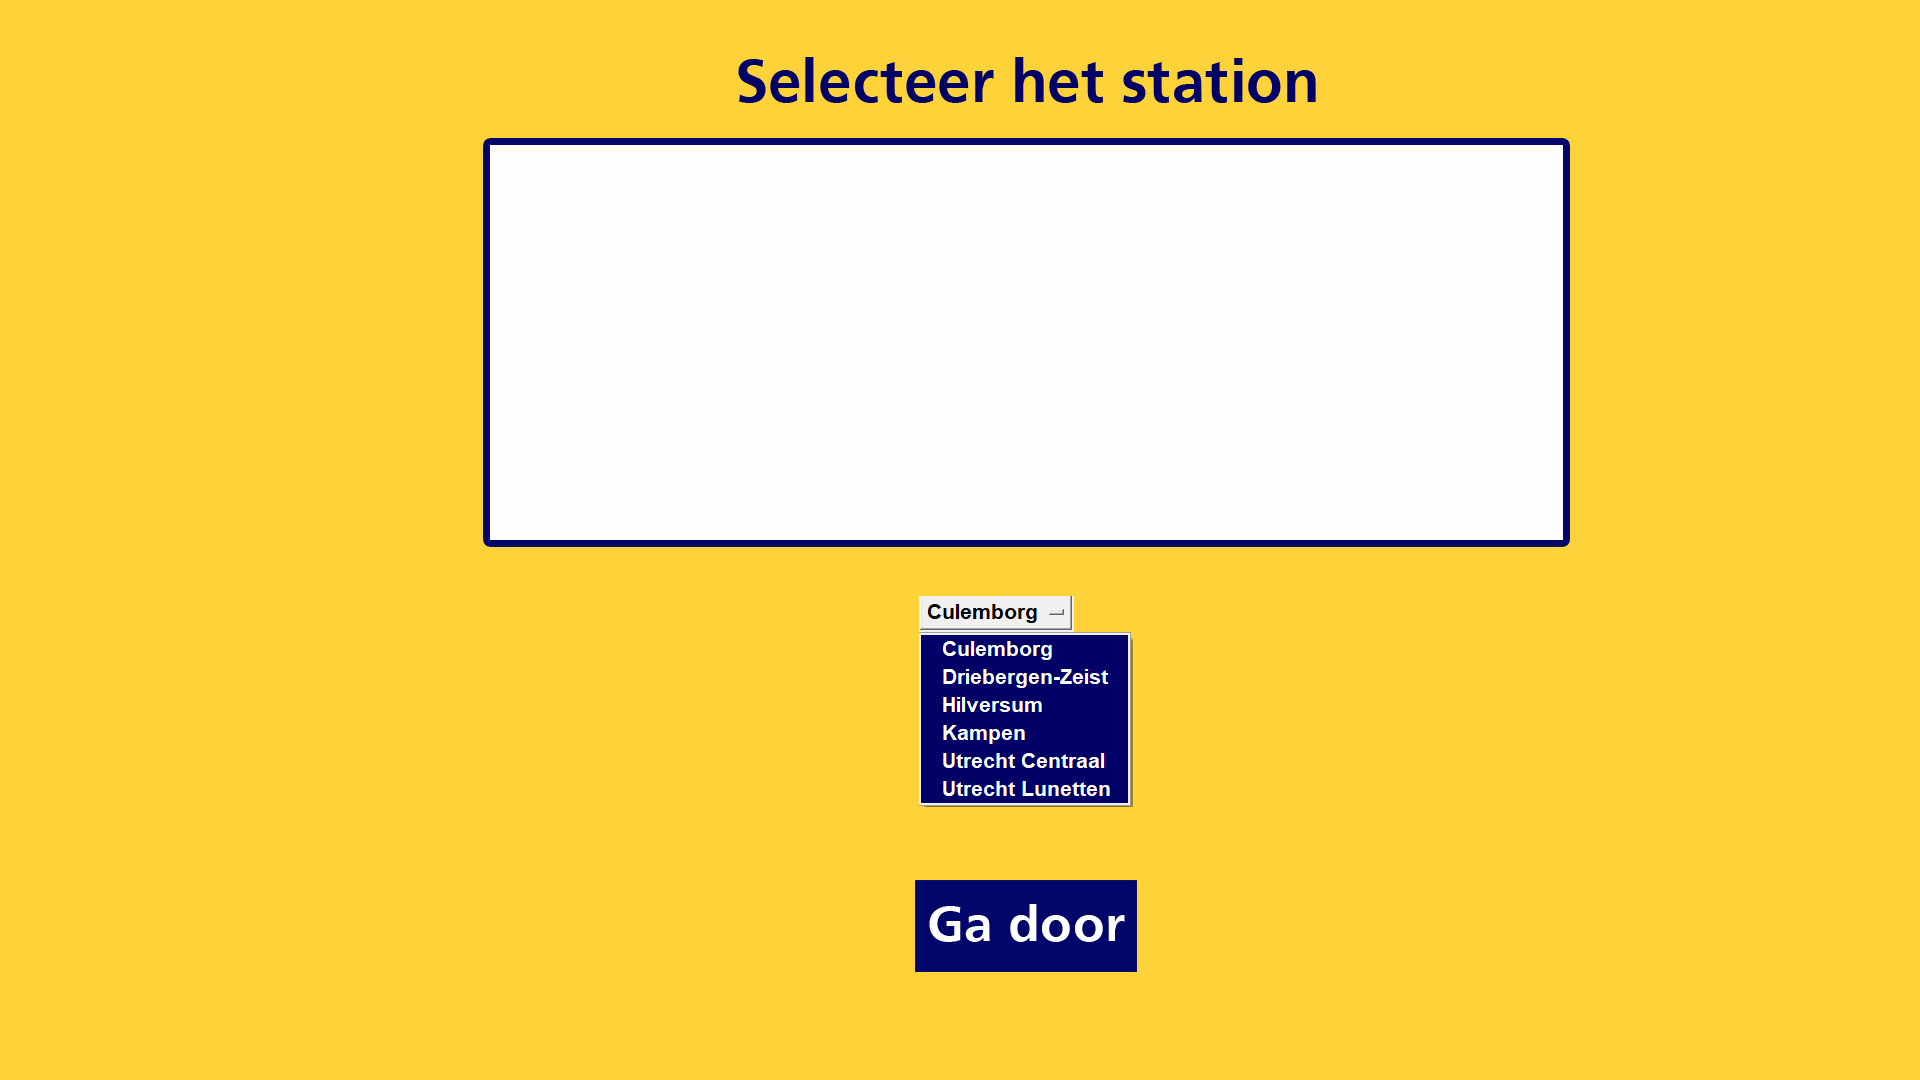 Selecteer het station
Culemborg
Culemborg
Driebergen-Zeist
Hilversum
Kampen
Utrecht Centraal
Utrecht Lunetten
Ga door